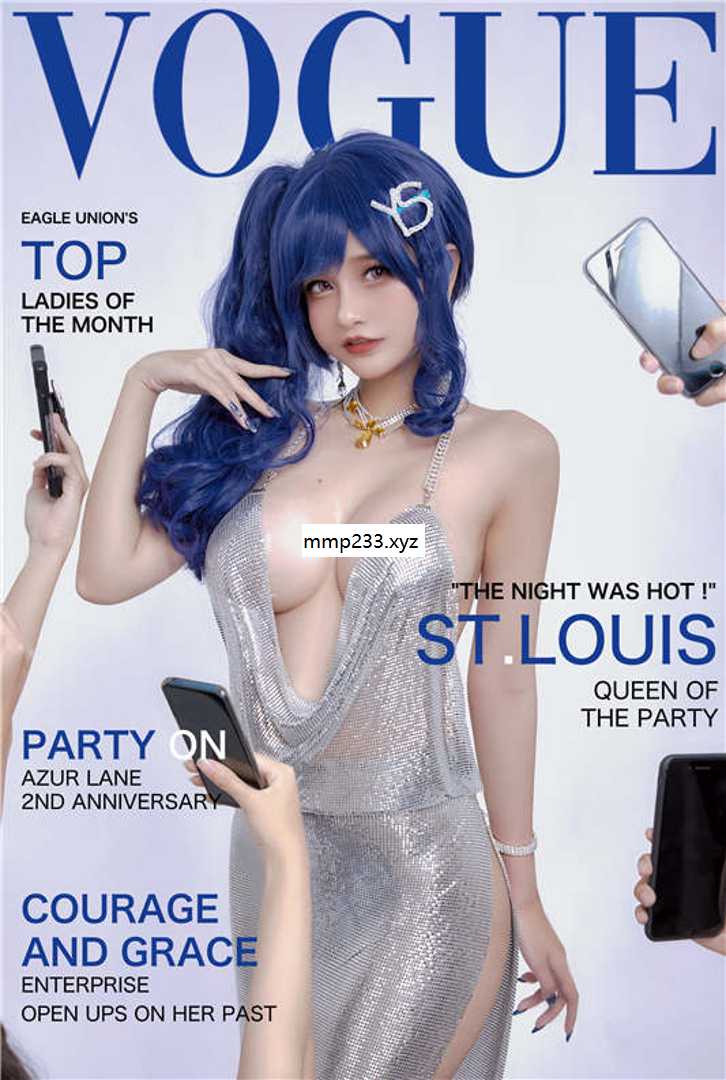 VOGUE
EAGLE UNION'S
TOP
LADIES OF
THE MONTH
YS
mmp233.xyz
"THE NIGHT WAS HOT !"
ST.LOUIS
QUEEN OF
THE PARTY
PARTY ON
AZUR LANE
2ND ANNIVERSARY
COURAGE
AND GRACE
ENTERPRISE
OPEN UPS ON HER PAST